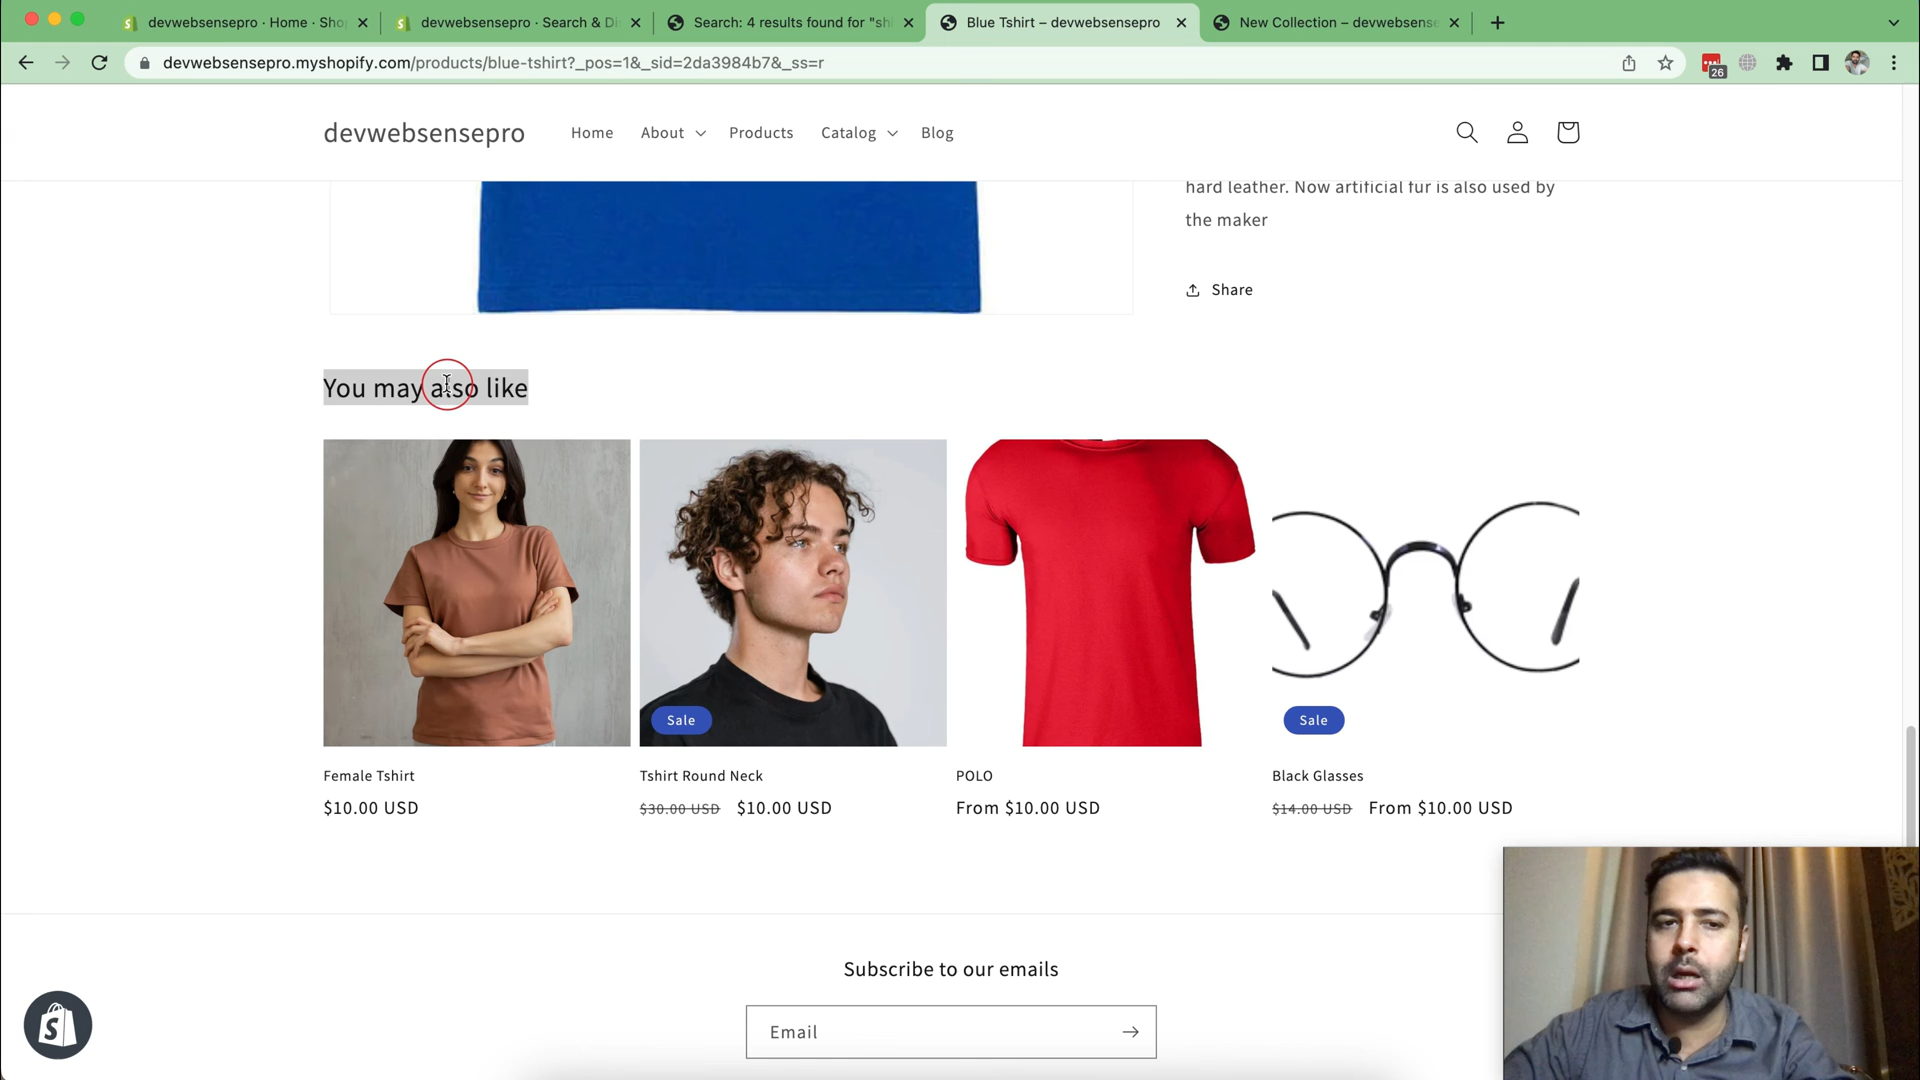 devwebsensepro · Home · Sho
devwebsensepro · Search & Di
Search: 4 results found for "shi
Blue Tshirt – devwebsensepro
New Collection – devwebsense
devwebsensepro.myshopify.com/products/blue-tshirt?_pos=1&_sid=2da3984b7&_ss=r
26
devwebsensepro
Home
About
Products
Catalog
Blog
hard leather. Now artificial fur is also used by
the maker
Share
You may also like
Sale
Sale
Female Tshirt
Tshirt Round Neck
POLO
Black Glasses
$10.00 USD
$30.00 USD $10.00 USD
From $10.00 USD
$14.00 USD From $10.00 USD
Subscribe to our emails
Email